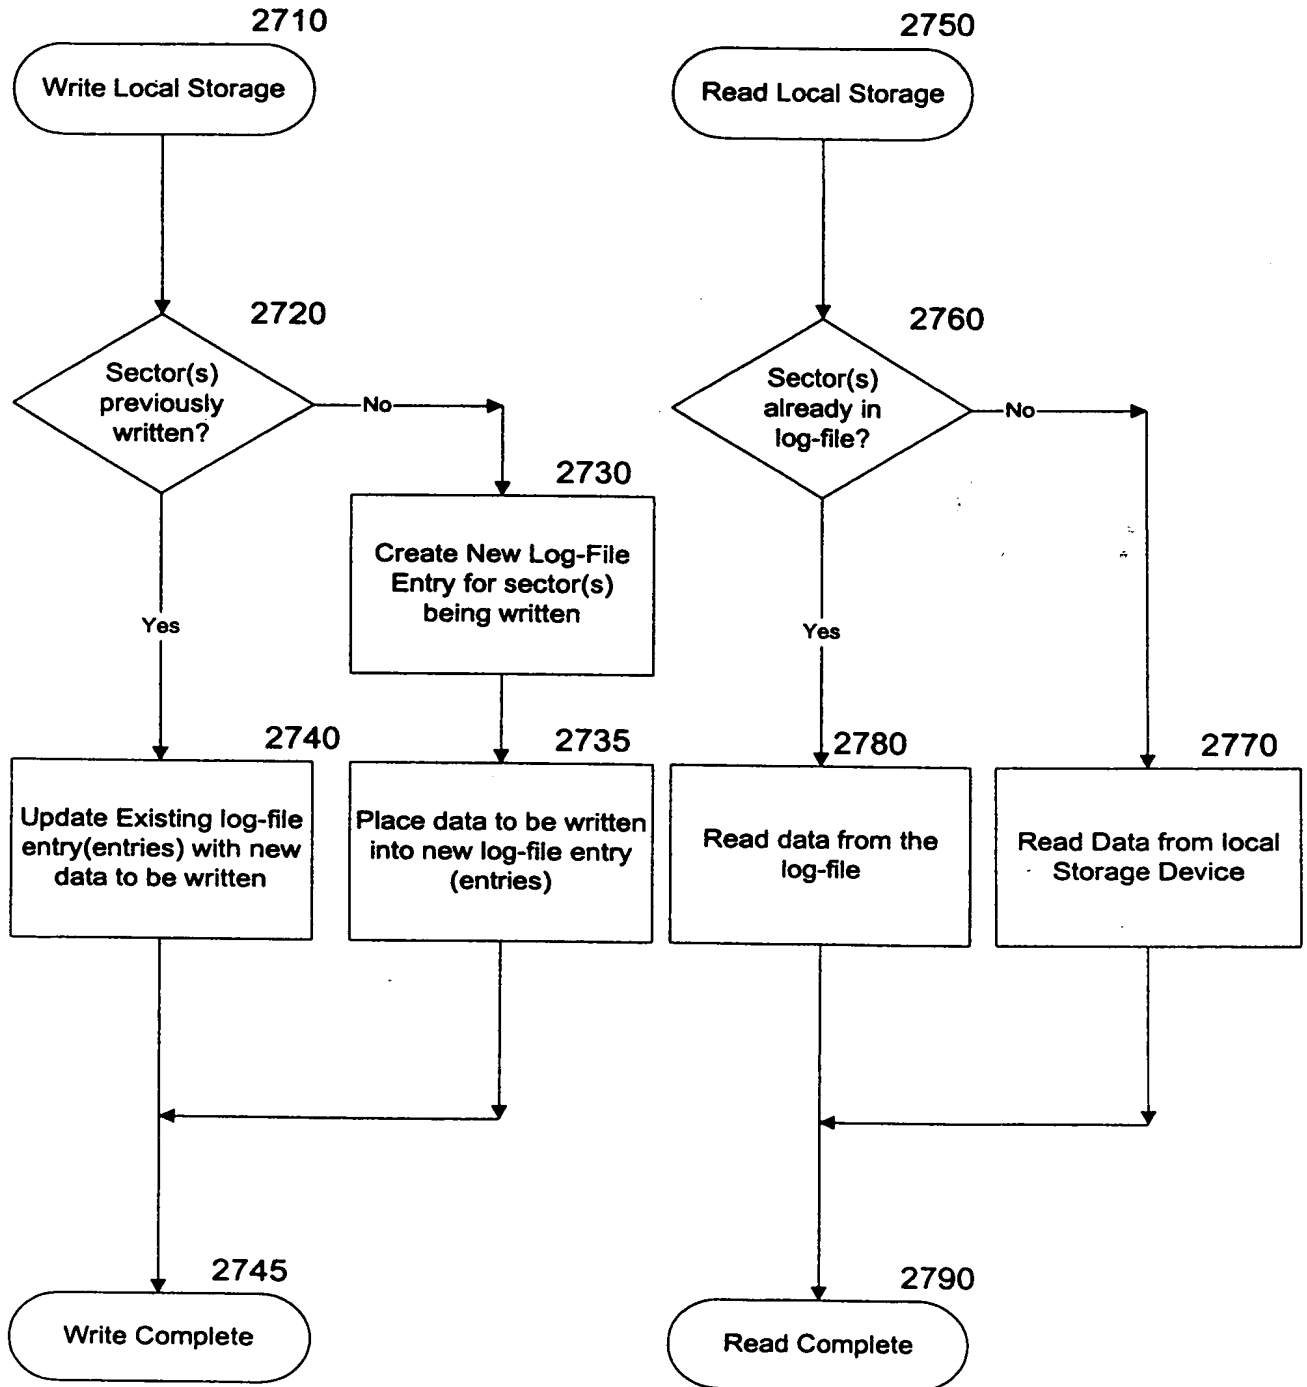 2710
Write Local Storage
2720
Sector(s)
previously
written?
No
2730
Create New Log-File
Entry for sector(s)
being written
Yes
2740
Update Existing log-file
entry(entries) with new
data to be written
2735
Place data to be written
into new log-file entry
(entries)
2745
Write Complete
2750
Read Local Storage
2760
Sector(s)
already in
log-file?
No
Yes
2780
Read data from the
log-file
2770
Read Data from local
Storage Device
2790
Read Complete